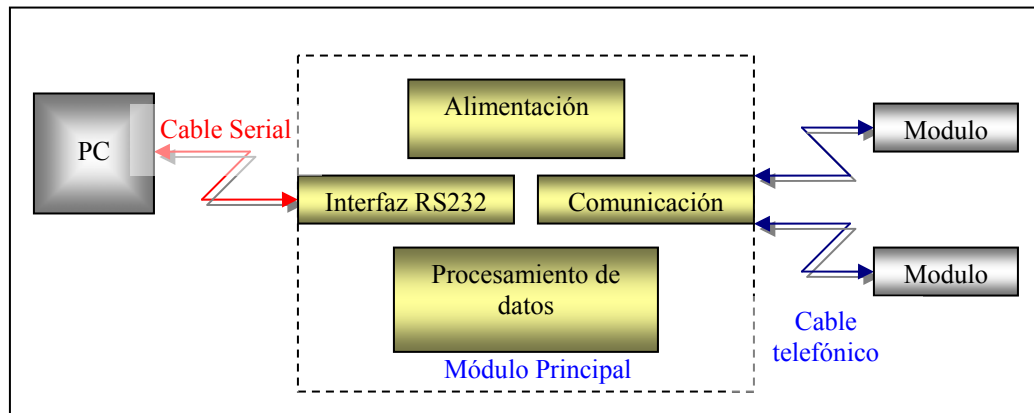 Alimentación
Cable Serial
PC
Modulo
Interfaz RS232
Comunicación
Procesamiento de
datos
Modulo
Cable
telefónico
Módulo Principal